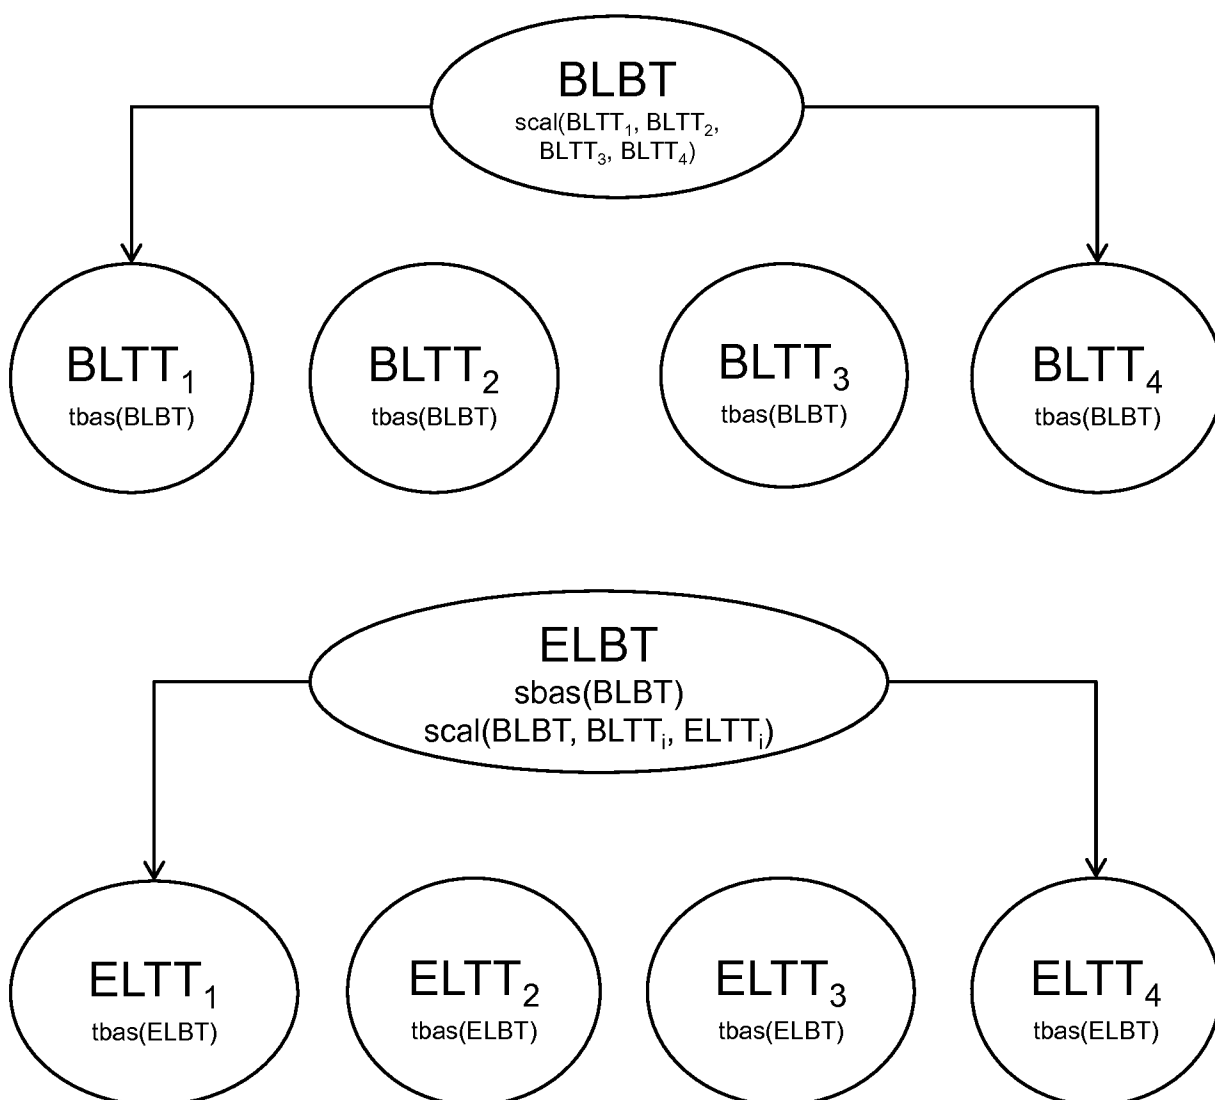 BLBT
scal(BLTT₁, BLTT₂,
BLTT₃, BLTT₄)
BLTT₁
tbas(BLBT)
BLTT₂
tbas(BLBT)
BLTT₃
tbas(BLBT)
BLTT₄
tbas(BLBT)
ELBT
sbas(BLBT)
scal(BLBT, BLTTᵢ, ELTTᵢ)
ELTT₁
tbas(ELBT)
ELTT₂
tbas(ELBT)
ELTT₃
tbas(ELBT)
ELTT₄
tbas(ELBT)